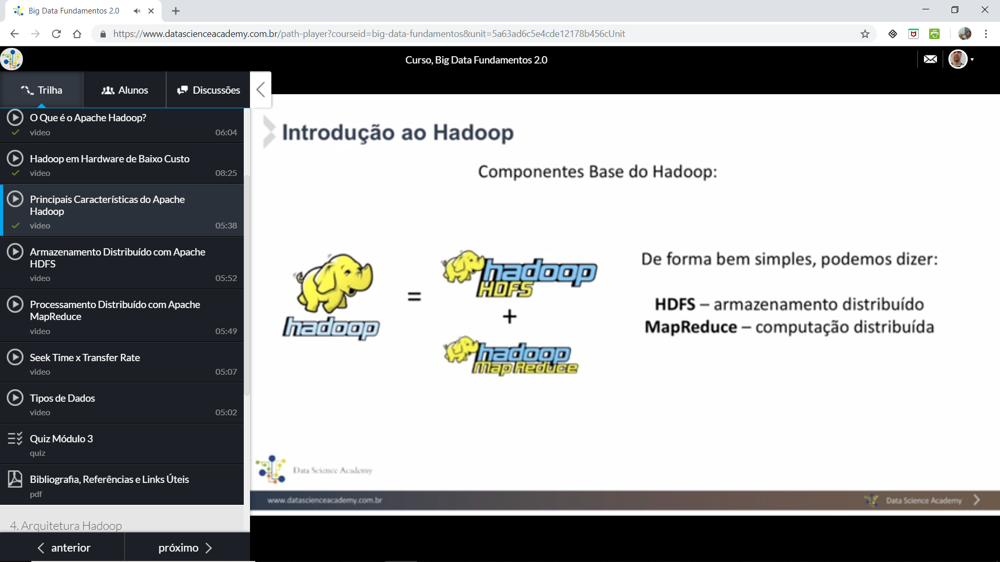 Big Data Fundamentos 2.0
https://www.datascienceacademy.com.br/path-player?courseid=big-data-fundamentos&unit=5a63ad6c5e4cde12178b456cUnit
Curso, Big Data Fundamentos 2.0
Trilha
Alunos
Discussões
O Que é o Apache Hadoop?
video 06:04
Hadoop em Hardware de Baixo Custo
video 08:25
Principais Características do Apache
Hadoop
video 05:38
Armazenamento Distribuído com Apache
HDFS
video 05:52
Processamento Distribuído com Apache
MapReduce
video 05:49
Seek Time x Transfer Rate
video 05:07
Tipos de Dados
video 05:02
Quiz Módulo 3
quiz
Bibliografia, Referências e Links Úteis
pdf
4. Arquitetura Hadoop
anterior
próximo
Introdução ao Hadoop
Componentes Base do Hadoop:
hadoop
=
hadoop
HDFS
+
hadoop
Map Reduce
De forma bem simples, podemos dizer:
HDFS – armazenamento distribuído
MapReduce – computação distribuída
Data Science Academy
www.datascienceacademy.com.br
Data Science Academy